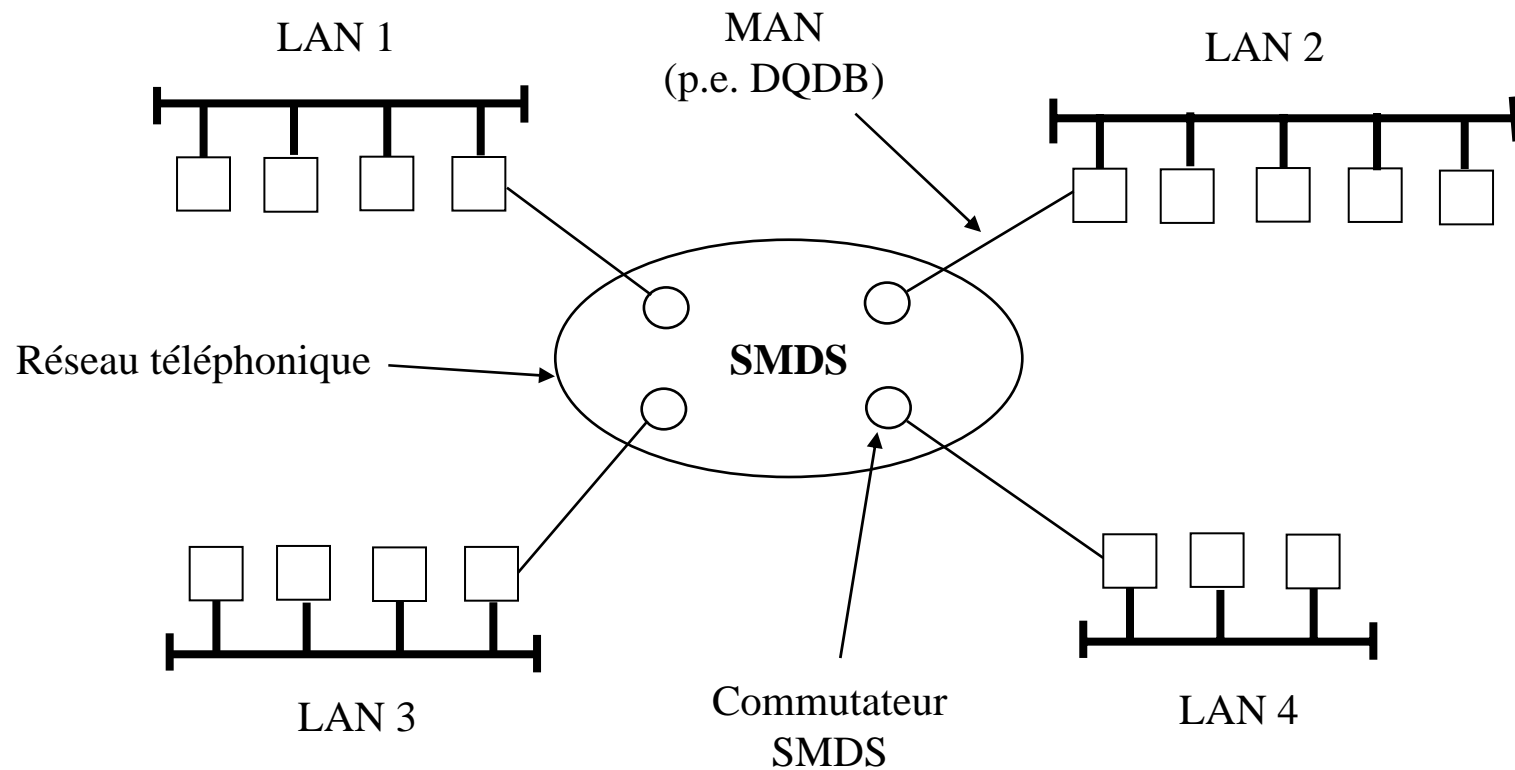 LAN 1
MAN
(p.e. DQDB)
LAN 2
Réseau téléphonique
SMDS
LAN 3
Commutateur
SMDS
LAN 4